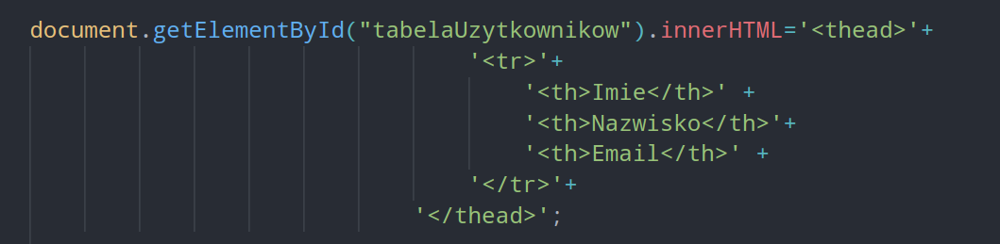 document.getElementById("tabelaUzytkownikow").innerHTML='<thead>'+
'<tr>'+
'<th>Imie</th>' +
'<th>Nazwisko</th>'+
'<th>Email</th>' +
'</tr>'+
'</thead>';